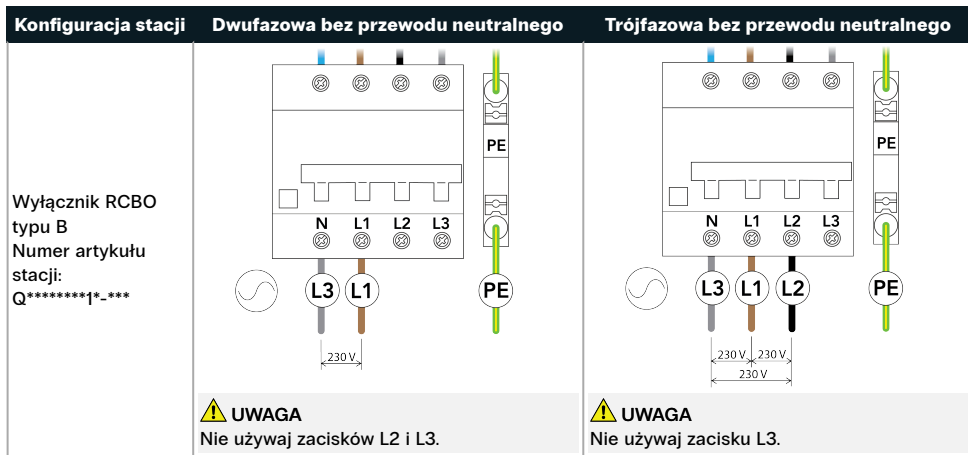 Konfiguracja stacji
Dwufazowa bez przewodu neutralnego
Trójfazowa bez przewodu neutralnego
Wyłącznik RCBO
typu B
Numer artykułu
stacji:
Q********1*-***
PE
N L1 L2 L3
L3 L1 PE
230 V
UWAGA
Nie używaj zacisków L2 i L3.
PE
N L1 L2 L3
L3 L1 L2 PE
230 V 230 V
230 V
UWAGA
Nie używaj zacisku L3.